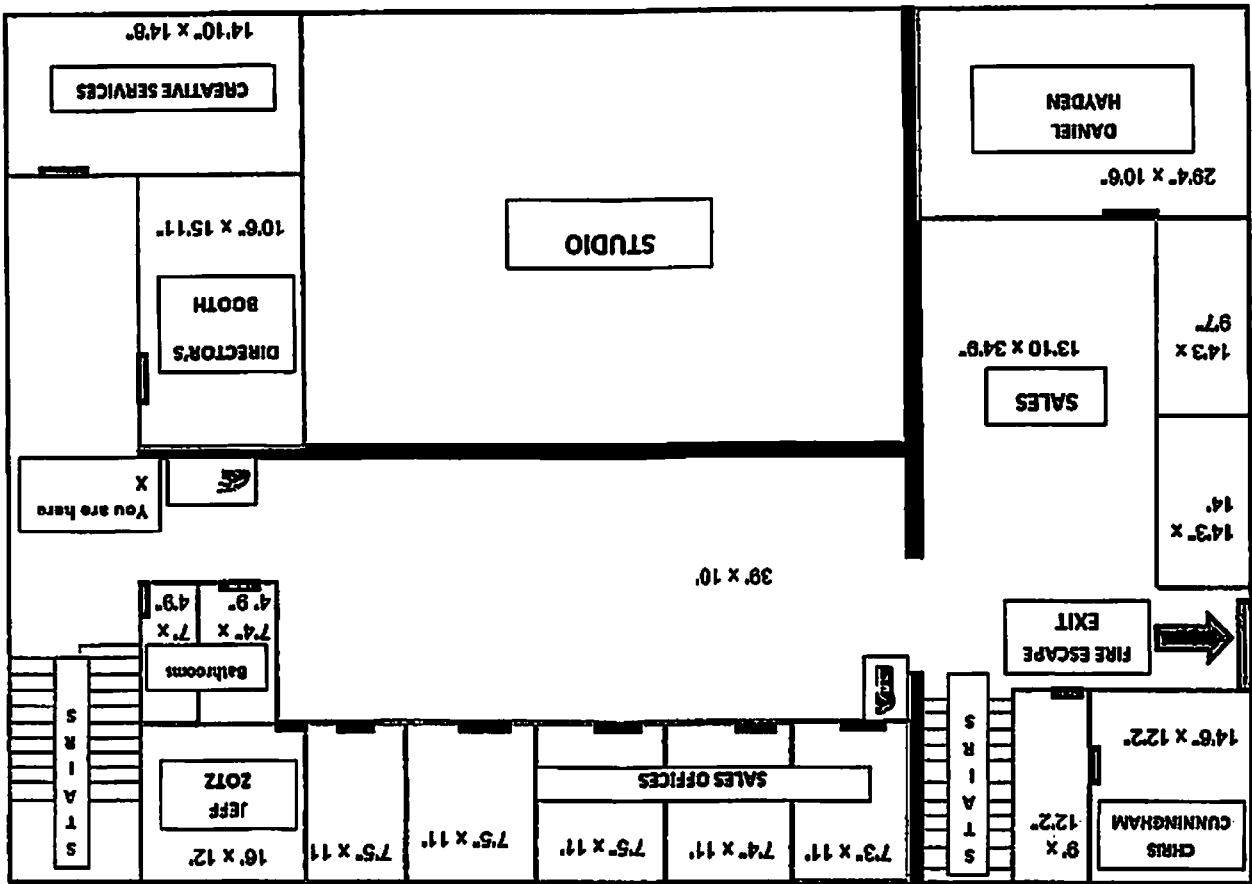 CHRIS
CUNNINGHAM
14'6" x 12'2"
9' x
12'2"
S
T
A
I
R
S
7'3" x 11'
7'4" x 11'
7'5" x 11'
7'5" x 11'
7'5" x 11
SALES OFFICES
16' x 12'
JEFF
ZOTZ
S
T
A
I
R
S
FIRE ESCAPE
EXIT
Bathrooms
7'4" x
4' 9"
7' x
4'9"
39' x 10'
14'3" x
14'
You are here
X
SALES
13'10 x 34'9"
14'3 x
9'7"
DIRECTOR'S
BOOTH
10'6" x 15'11"
STUDIO
29'4" x 10'6"
DANIEL
HAYDEN
CREATIVE SERVICES
14'10" x 14'8"